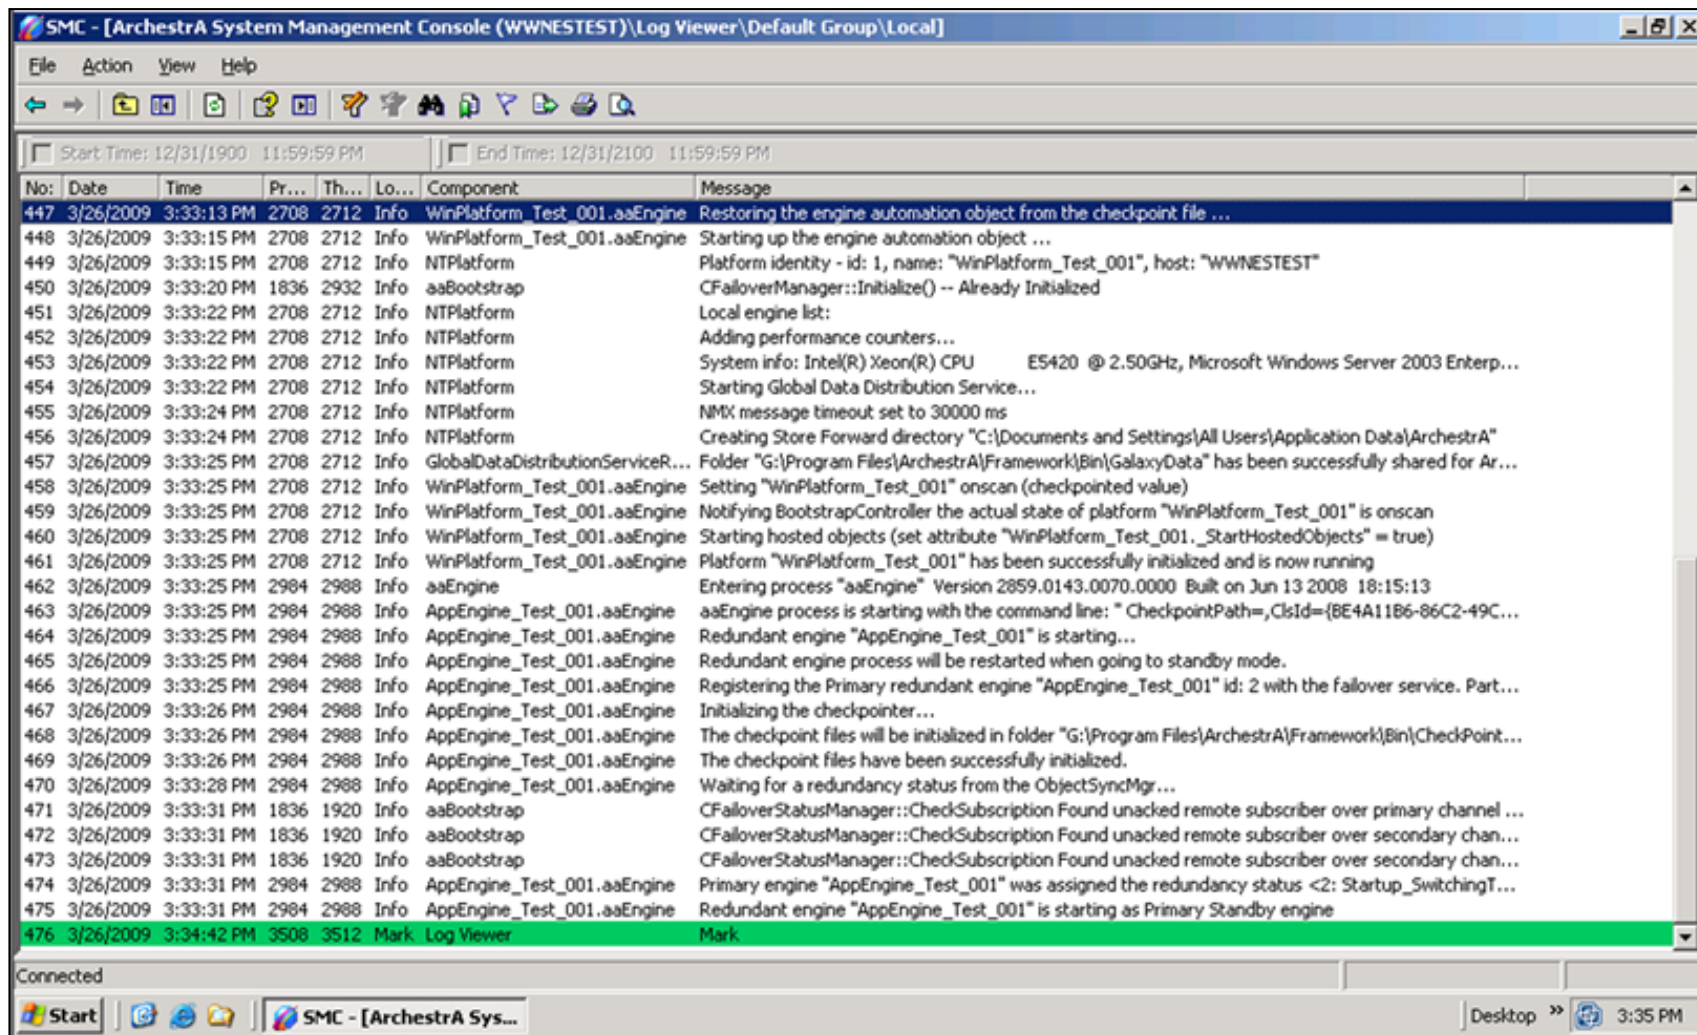 SMC - [ArchestrA System Management Console (WWNESTEST)\Log Viewer\Default Group\Local]
File Action View Help
Start Time: 12/31/1900 11:59:59 PM End Time: 12/31/2100 11:59:59 PM
No: Date Time Pr... Th... Lo... Component Message
447 3/26/2009 3:33:13 PM 2708 2712 Info WinPlatform_Test_001.aaEngine Restoring the engine automation object from the checkpoint file ...
448 3/26/2009 3:33:15 PM 2708 2712 Info WinPlatform_Test_001.aaEngine Starting up the engine automation object ...
449 3/26/2009 3:33:15 PM 2708 2712 Info NTPlatform Platform identity - id: 1, name: "WinPlatform_Test_001", host: "WWNESTEST"
450 3/26/2009 3:33:20 PM 1836 2932 Info aaBootstrap CFailoverManager::Initialize() -- Already Initialized
451 3/26/2009 3:33:22 PM 2708 2712 Info NTPlatform Local engine list:
452 3/26/2009 3:33:22 PM 2708 2712 Info NTPlatform Adding performance counters...
453 3/26/2009 3:33:22 PM 2708 2712 Info NTPlatform System info: Intel(R) Xeon(R) CPU E5420 @ 2.50GHz, Microsoft Windows Server 2003 Enterp...
454 3/26/2009 3:33:22 PM 2708 2712 Info NTPlatform Starting Global Data Distribution Service...
455 3/26/2009 3:33:24 PM 2708 2712 Info NTPlatform NMX message timeout set to 30000 ms
456 3/26/2009 3:33:24 PM 2708 2712 Info NTPlatform Creating Store Forward directory "C:\Documents and Settings\All Users\Application Data\ArchestrA"
457 3/26/2009 3:33:25 PM 2708 2712 Info GlobalDataDistributionServiceR... Folder "G:\Program Files\ArchestrA\Framework\Bin\GalaxyData" has been successfully shared for Ar...
458 3/26/2009 3:33:25 PM 2708 2712 Info WinPlatform_Test_001.aaEngine Setting "WinPlatform_Test_001" onscan (checkpointed value)
459 3/26/2009 3:33:25 PM 2708 2712 Info WinPlatform_Test_001.aaEngine Notifying BootstrapController the actual state of platform "WinPlatform_Test_001" is onscan
460 3/26/2009 3:33:25 PM 2708 2712 Info WinPlatform_Test_001.aaEngine Starting hosted objects (set attribute "WinPlatform_Test_001._StartHostedObjects" = true)
461 3/26/2009 3:33:25 PM 2708 2712 Info WinPlatform_Test_001.aaEngine Platform "WinPlatform_Test_001" has been successfully initialized and is now running
462 3/26/2009 3:33:25 PM 2984 2988 Info aaEngine Entering process "aaEngine" Version 2859.0143.0070.0000 Built on Jun 13 2008 18:15:13
463 3/26/2009 3:33:25 PM 2984 2988 Info AppEngine_Test_001.aaEngine aaEngine process is starting with the command line: " CheckpointPath=,ClsId={BE4A11B6-86C2-49C...
464 3/26/2009 3:33:25 PM 2984 2988 Info AppEngine_Test_001.aaEngine Redundant engine "AppEngine_Test_001" is starting...
465 3/26/2009 3:33:25 PM 2984 2988 Info AppEngine_Test_001.aaEngine Redundant engine process will be restarted when going to standby mode.
466 3/26/2009 3:33:25 PM 2984 2988 Info AppEngine_Test_001.aaEngine Registering the Primary redundant engine "AppEngine_Test_001" id: 2 with the failover service. Part...
467 3/26/2009 3:33:26 PM 2984 2988 Info AppEngine_Test_001.aaEngine Initializing the checkpointer...
468 3/26/2009 3:33:26 PM 2984 2988 Info AppEngine_Test_001.aaEngine The checkpoint files will be initialized in folder "G:\Program Files\ArchestrA\Framework\Bin\CheckPoint...
469 3/26/2009 3:33:26 PM 2984 2988 Info AppEngine_Test_001.aaEngine The checkpoint files have been successfully initialized.
470 3/26/2009 3:33:28 PM 2984 2988 Info AppEngine_Test_001.aaEngine Waiting for a redundancy status from the ObjectSyncMgr...
471 3/26/2009 3:33:31 PM 1836 1920 Info aaBootstrap CFailoverStatusManager::CheckSubscription Found unacked remote subscriber over primary channel ...
472 3/26/2009 3:33:31 PM 1836 1920 Info aaBootstrap CFailoverStatusManager::CheckSubscription Found unacked remote subscriber over secondary chan...
473 3/26/2009 3:33:31 PM 1836 1920 Info aaBootstrap CFailoverStatusManager::CheckSubscription Found unacked remote subscriber over secondary chan...
474 3/26/2009 3:33:31 PM 2984 2988 Info AppEngine_Test_001.aaEngine Primary engine "AppEngine_Test_001" was assigned the redundancy status <2: Startup_SwitchingT...
475 3/26/2009 3:33:31 PM 2984 2988 Info AppEngine_Test_001.aaEngine Redundant engine "AppEngine_Test_001" is starting as Primary Standby engine
476 3/26/2009 3:34:42 PM 3508 3512 Mark Log Viewer Mark
Connected
Start SMC - [ArchestrA Sys... Desktop » 3:35 PM